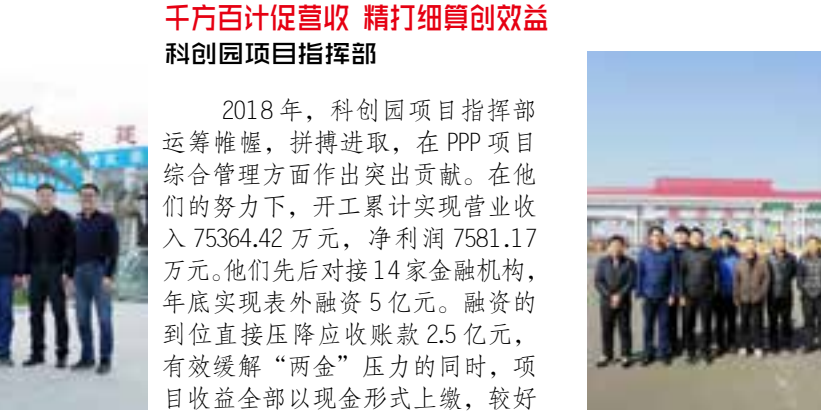 千方百计促营收 精打细算创效益
科创园项目指挥部
2018 年，科创园项目指挥部
运筹帷幄，拼搏进取，在 PPP 项目
综合管理方面作出突出贡献。在他
们的努力下，开工累计实现营业收
入 75364.42 万元，净利润 7581.17
万元。他们先后对接 14 家金融机构，
年底实现表外融资 5 亿元。融资的
到位直接压降应收账款 2.5 亿元，
有效缓解“两金”压力的同时，项
目收益全部以现金形式上缴，较好